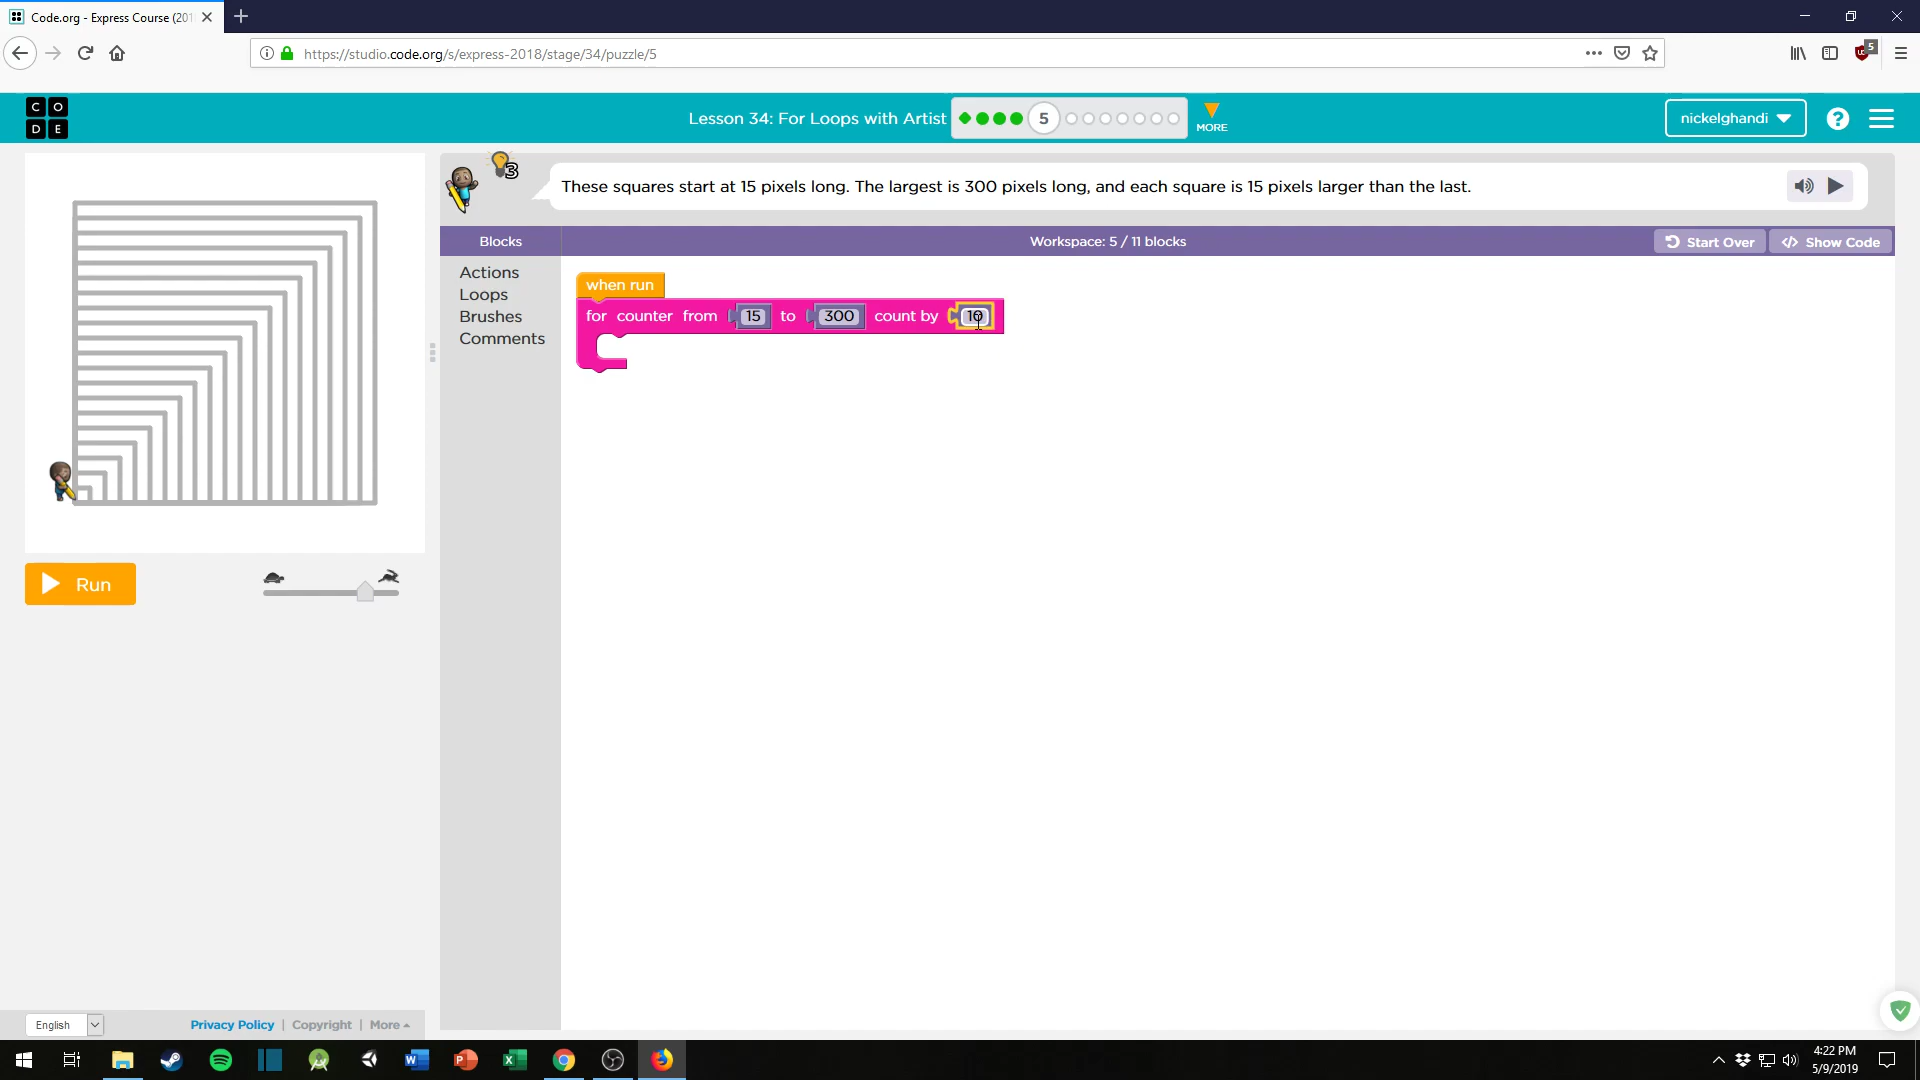 Code.org - Express Course (201
https://studio.code.org/s/express-2018/stage/34/puzzle/5
5
C O
D E
Lesson 34: For Loops with Artist
5
MORE
nickelghandi
?
3
These squares start at 15 pixels long. The largest is 300 pixels long, and each square is 15 pixels larger than the last.
Blocks
Workspace: 5 / 11 blocks
Start Over
</> Show Code
Actions
Loops
Brushes
Comments
when run
for counter from 15 to 300 count by 10
Run
English
Privacy Policy | Copyright | More
4:22 PM
5/9/2019